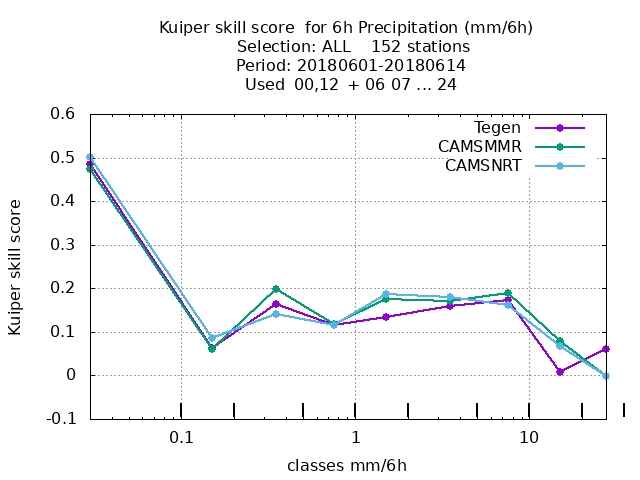 Kuiper skill score  for 6h Precipitation (mm/6h)
Selection: ALL    152 stations
Period: 20180601-20180614
Used  00,12  + 06 07 ... 24
Tegen
CAMSMMR
CAMSNRT
0.6
0.5
0.4
0.3
0.2
0.1
0
-0.1
Kuiper skill score
0.1
1
10
classes mm/6h